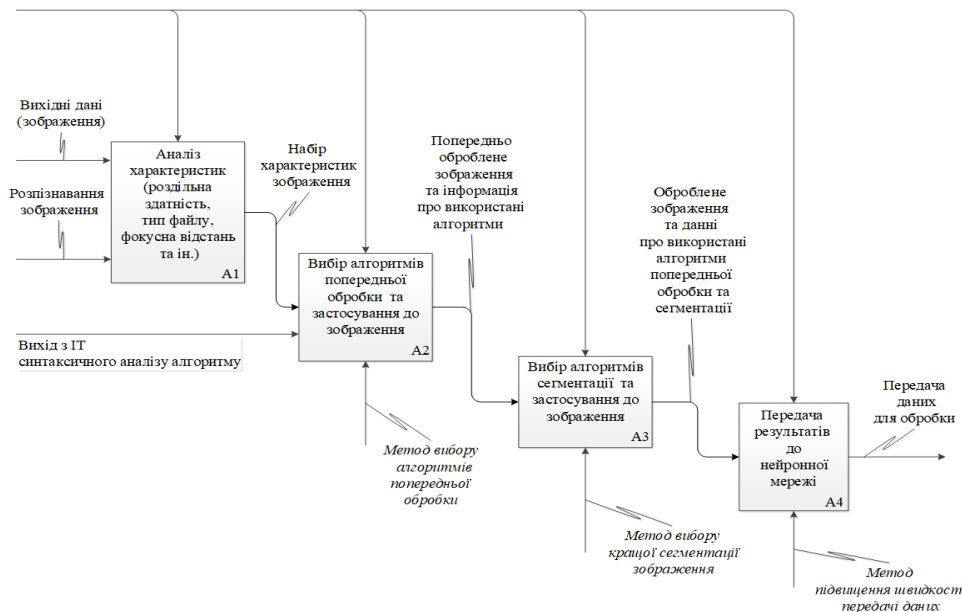 Вихідні дані
(зображення)
Розпізнавання
зображення
Аналіз
характеристик
(роздільна
здатність,
тип файлу,
фокусна відстань
та ін.)
A1
Набір
характеристик
зображення
Вихід з ІТ
синтаксичного аналізу алгоритму
Вибір алгоритмів
попередньої
обробки та
застосування до
зображення
A2
Метод вибору
алгоритмів
попередньої
обробки
Попередньо
оброблене
зображення
та інформація
про використані
алгоритми
Вибір алгоритмів
сегментації та
застосування до
зображення
A3
Метод вибору
кращої сегментації
зображення
Оброблене
зображення
та данні
про використані
алгоритми
попередньої
обробки та
сегментації
Передача
результатів
до
нейронної
мережі
A4
Передача
даних
для обробки
Метод
підвищення швидкості
передачі даних